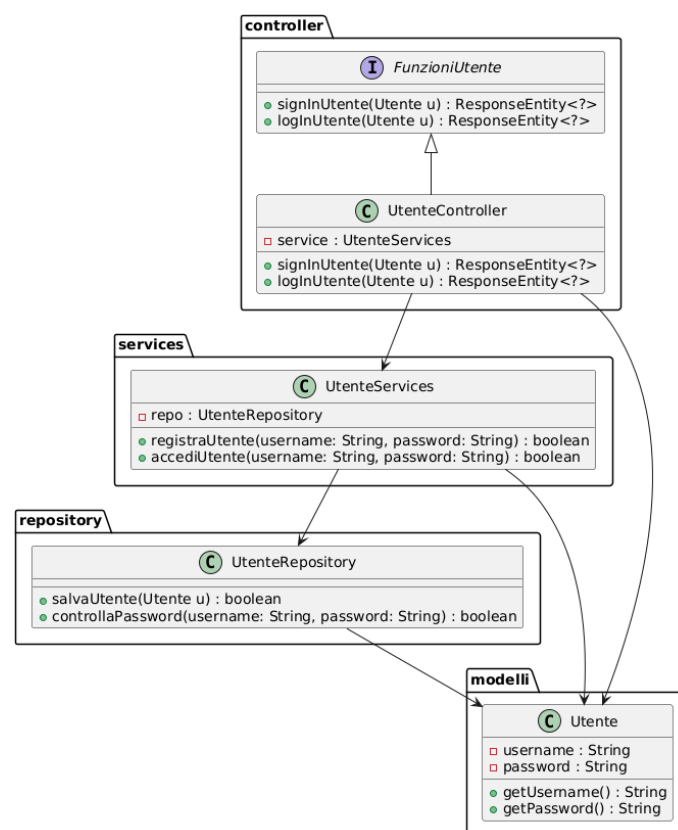 controller
I FunzioniUtente
signInUtente(Utente u) : ResponseEntity<?>
logInUtente(Utente u) : ResponseEntity<?>
C UtenteController
service : UtenteServices
signInUtente(Utente u) : ResponseEntity<?>
logInUtente(Utente u) : ResponseEntity<?>
services
C UtenteServices
repo : UtenteRepository
registraUtente(username: String, password: String) : boolean
accediUtente(username: String, password: String) : boolean
repository
C UtenteRepository
salvaUtente(Utente u) : boolean
controllaPassword(username: String, password: String) : boolean
modelli
C Utente
username : String
password : String
getUsername() : String
getPassword() : String